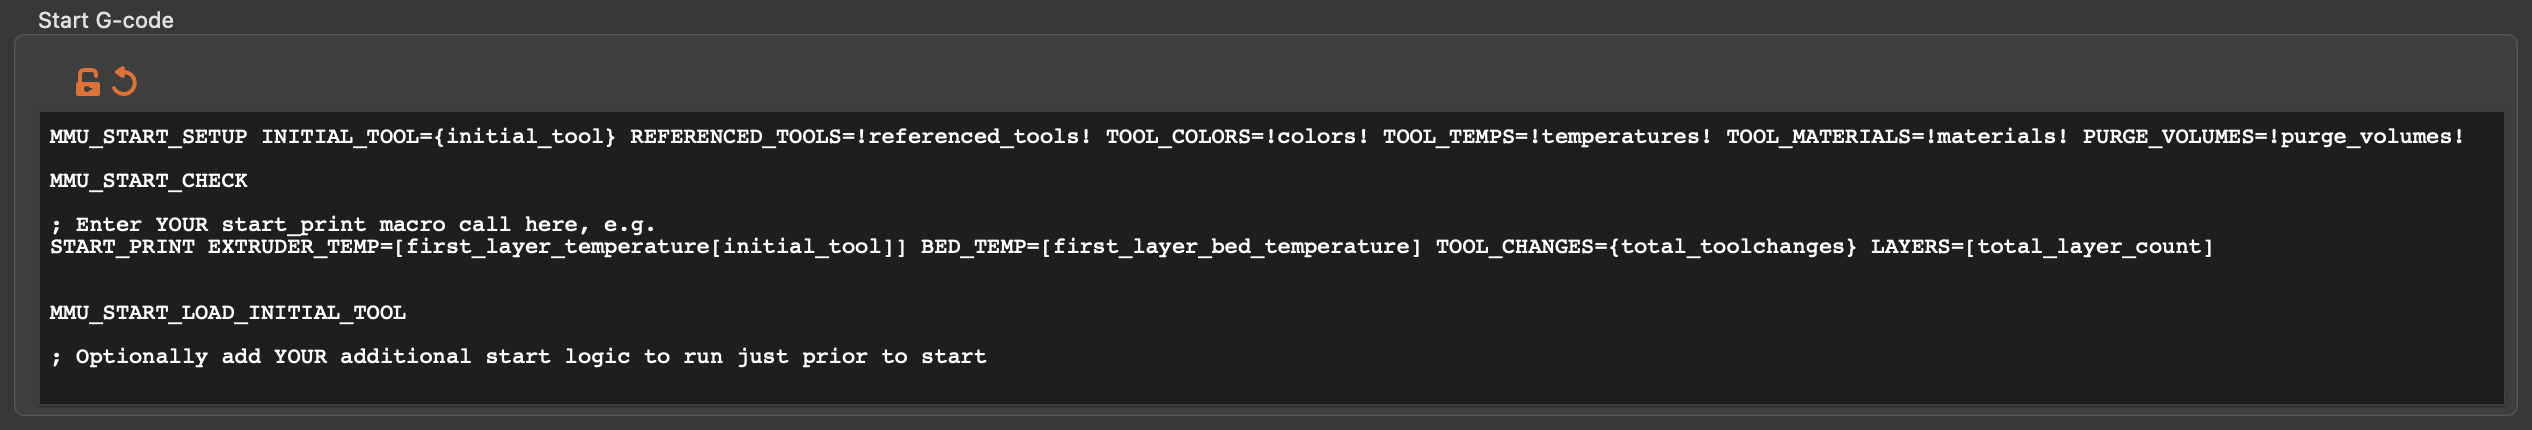 Start G-code
MMU_START_SETUP INITIAL_TOOL={initial_tool} REFERENCED_TOOLS=!referenced_tools! TOOL_COLORS=!colors! TOOL_TEMPS=!temperatures! TOOL_MATERIALS=!materials! PURGE_VOLUMES=!purge_volumes!
MMU_START_CHECK
; Enter YOUR start_print macro call here, e.g.
START_PRINT EXTRUDER_TEMP=[first_layer_temperature[initial_tool]] BED_TEMP=[first_layer_bed_temperature] TOOL_CHANGES={total_toolchanges} LAYERS=[total_layer_count]
MMU_START_LOAD_INITIAL_TOOL
; Optionally add YOUR additional start logic to run just prior to start